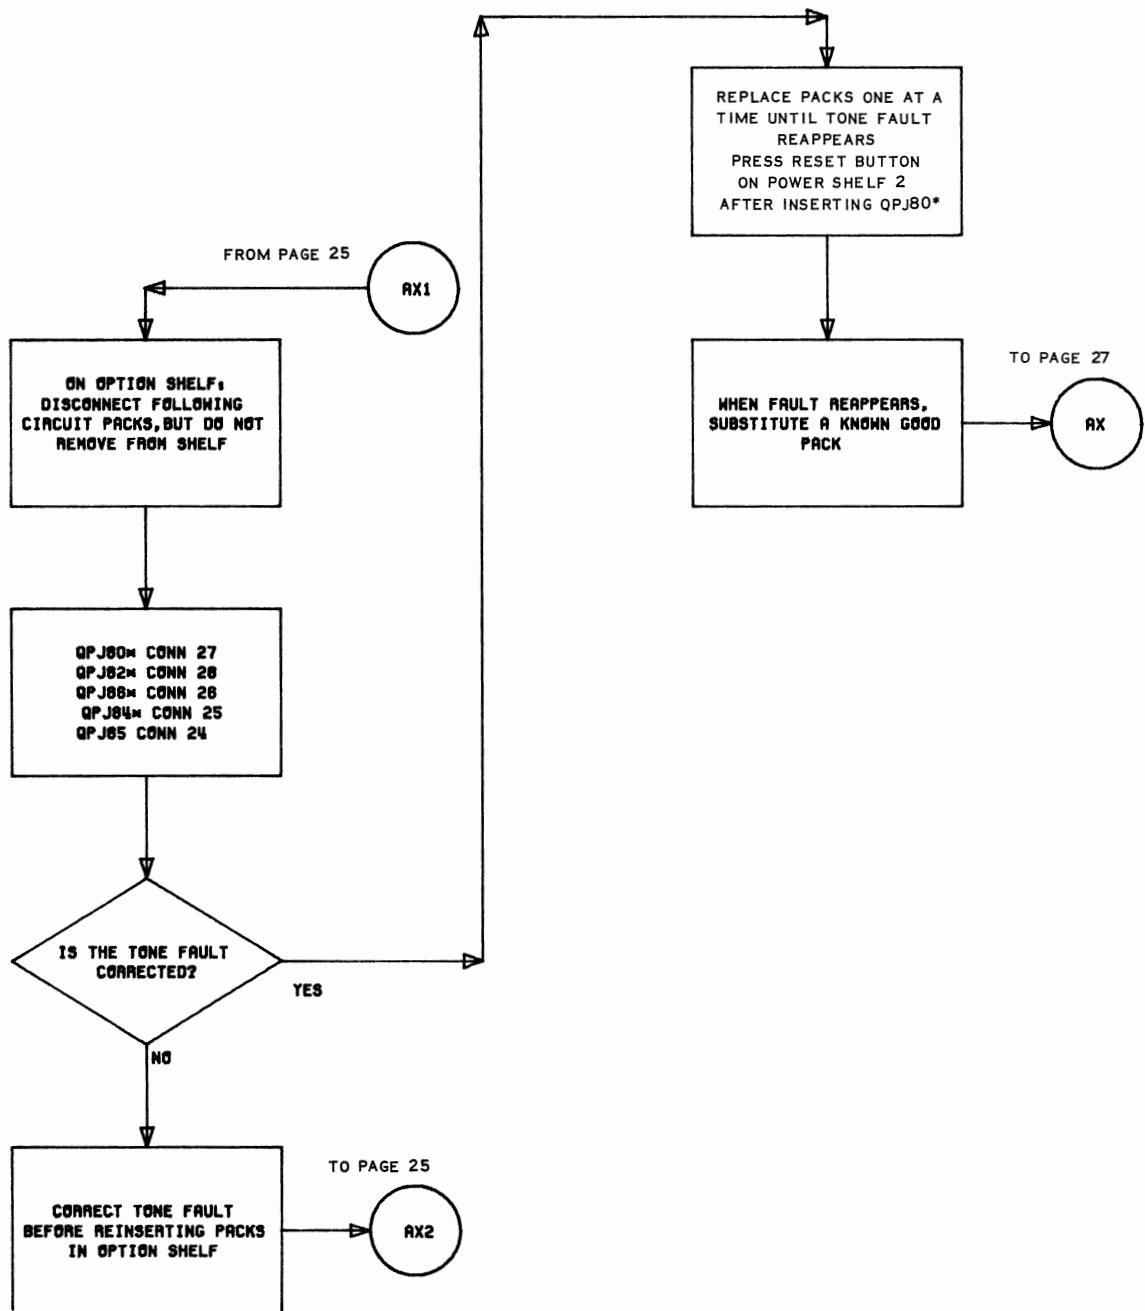 REPLACE PACKS ONE AT A
TIME UNTIL TONE FAULT
REAPPEARS
PRESS RESET BUTTON
ON POWER SHELF 2
AFTER INSERTING QPJ80*
FROM PAGE 25
AX1
ON OPTION SHELF:
DISCONNECT FOLLOWING
CIRCUIT PACKS, BUT DO NOT
REMOVE FROM SHELF
WHEN FAULT REAPPEARS,
SUBSTITUTE A KNOWN GOOD
PACK
TO PAGE 27
AX
QPJ80* CONN 27
QPJ82* CONN
CONN
QPJ84* CONN 25
QPJ85 CONN 24
IS THE TONE FAULT
CORRECTED?
YES
NO
CORRECT TONE FAULT
BEFORE REINSERTING PACKS
IN OPTION SHELF
TO PAGE 25
AX2